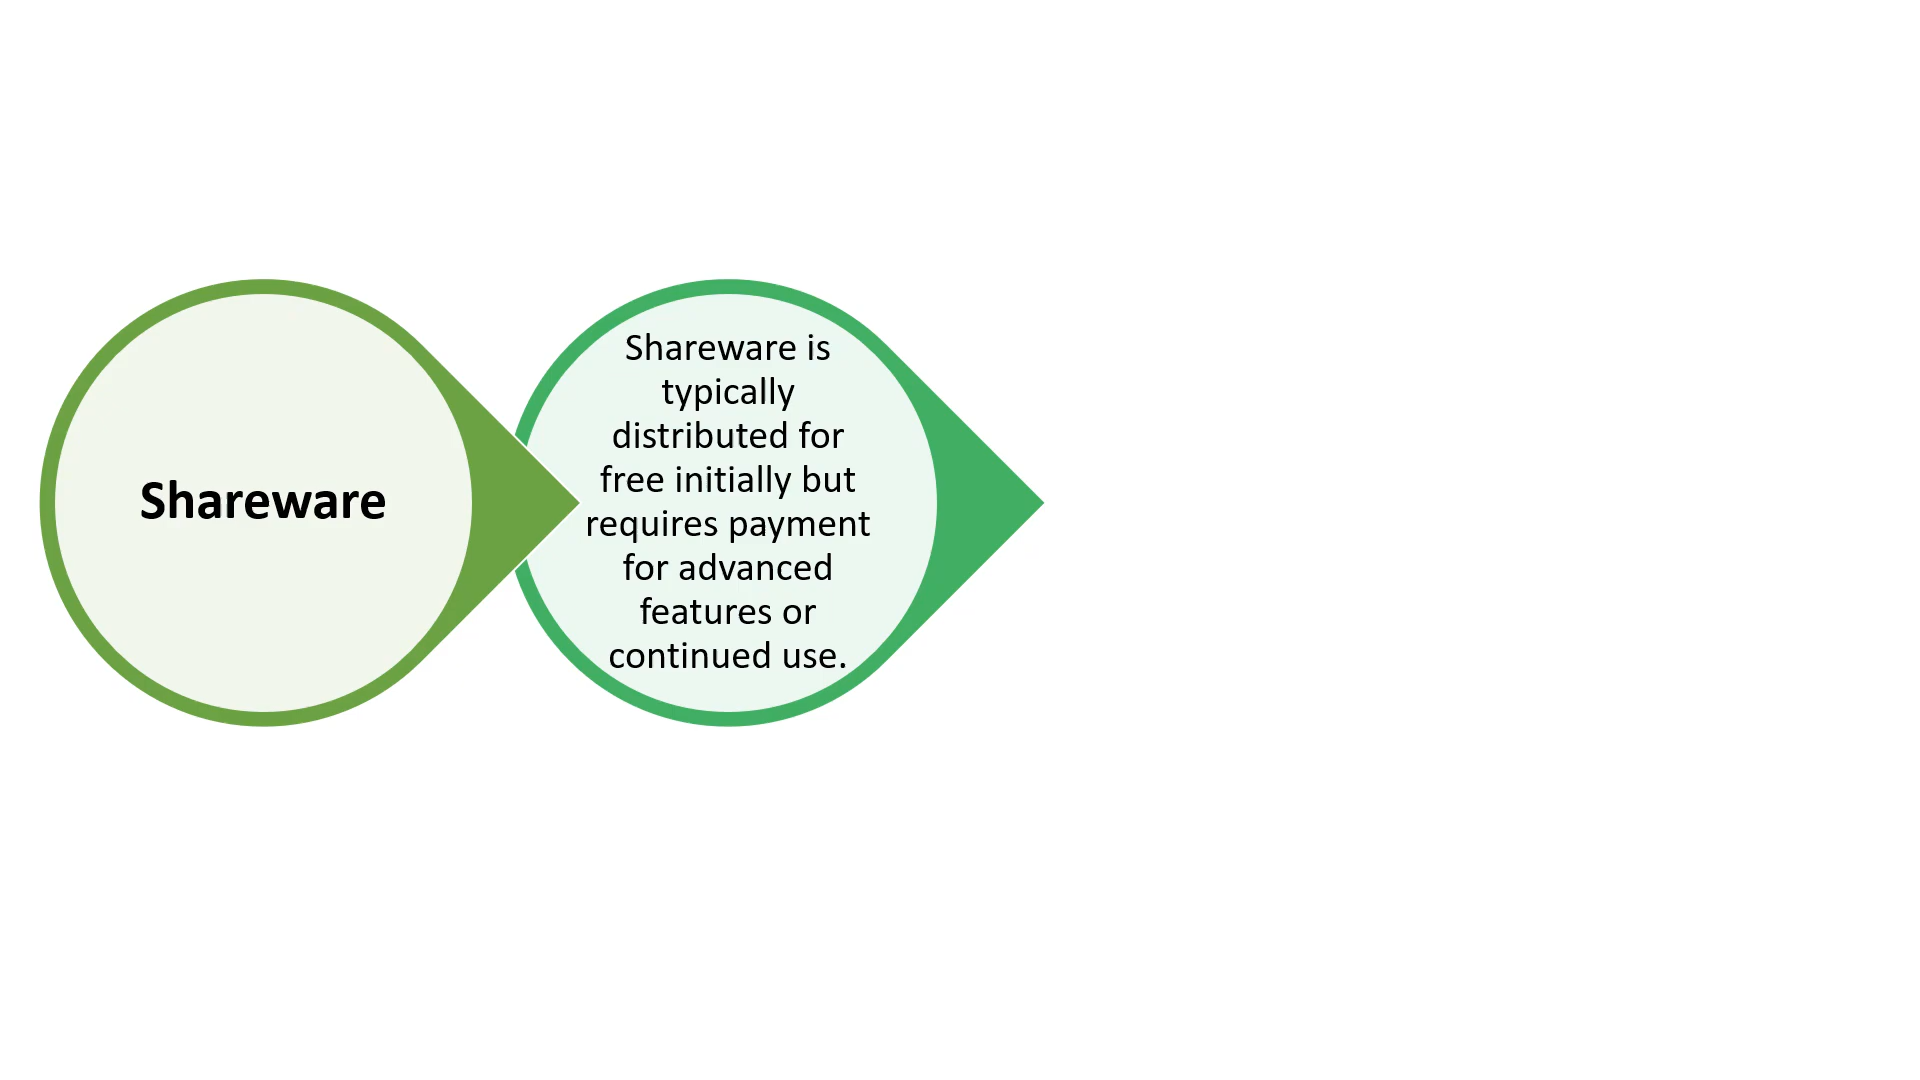 Shareware
Shareware is
typically
distributed for
free initially but
requires payment
for advanced
features or
continued use.